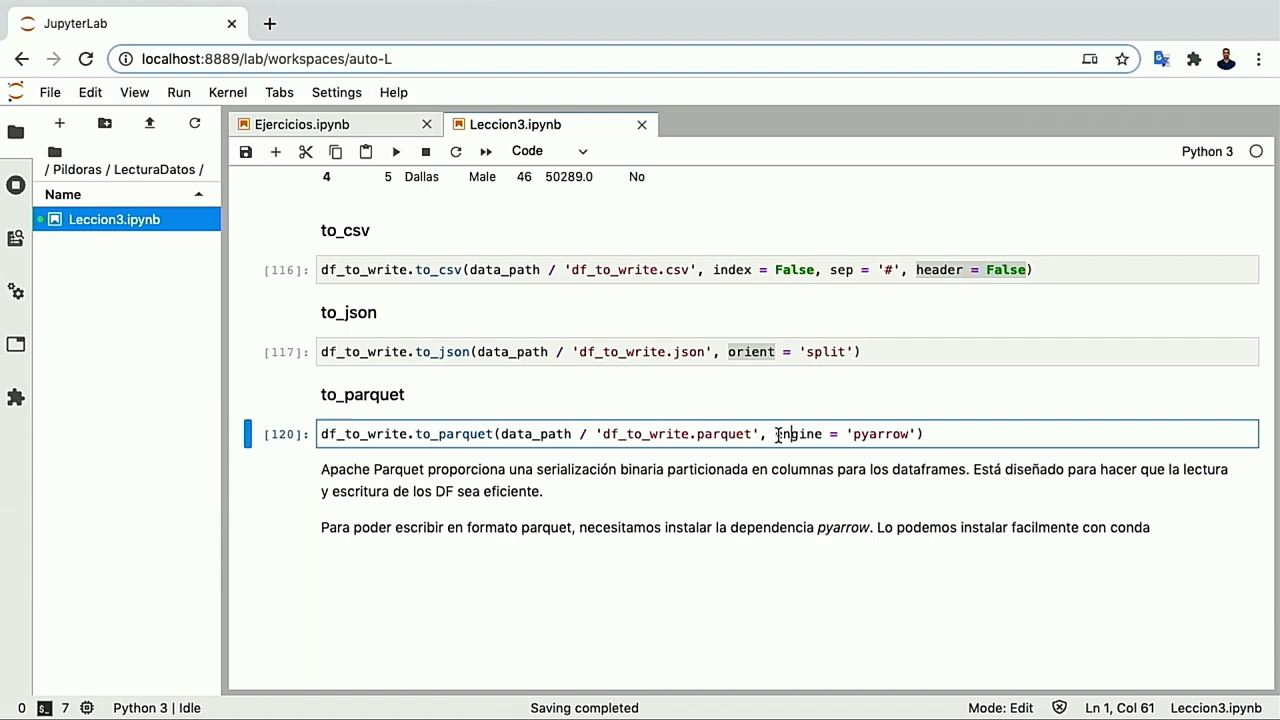 JupyterLab
localhost:8889/lab/workspaces/auto-L
File Edit View Run Kernel Tabs Settings Help
/ Pildoras / LecturaDatos /
Name
Leccion3.ipynb
Ejercicios.ipynb
Leccion3.ipynb
Code
Python 3
4 5 Dallas Male 46 50289.0 No
to_csv
[116]: df_to_write.to_csv(data_path / 'df_to_write.csv', index = False, sep = '#', header = False)
to_json
[117]: df_to_write.to_json(data_path / 'df_to_write.json', orient = 'split')
to_parquet
[120]: df_to_write.to_parquet(data_path / 'df_to_write.parquet', engine = 'pyarrow')
Apache Parquet proporciona una serialización binaria particionada en columnas para los dataframes. Está diseñado para hacer que la lectura
y escritura de los DF sea eficiente.
Para poder escribir en formato parquet, necesitamos instalar la dependencia pyarrow. Lo podemos instalar facilmente con conda
0 7 Python 3 | Idle Saving completed Mode: Edit Ln 1, Col 61 Leccion3.ipynb